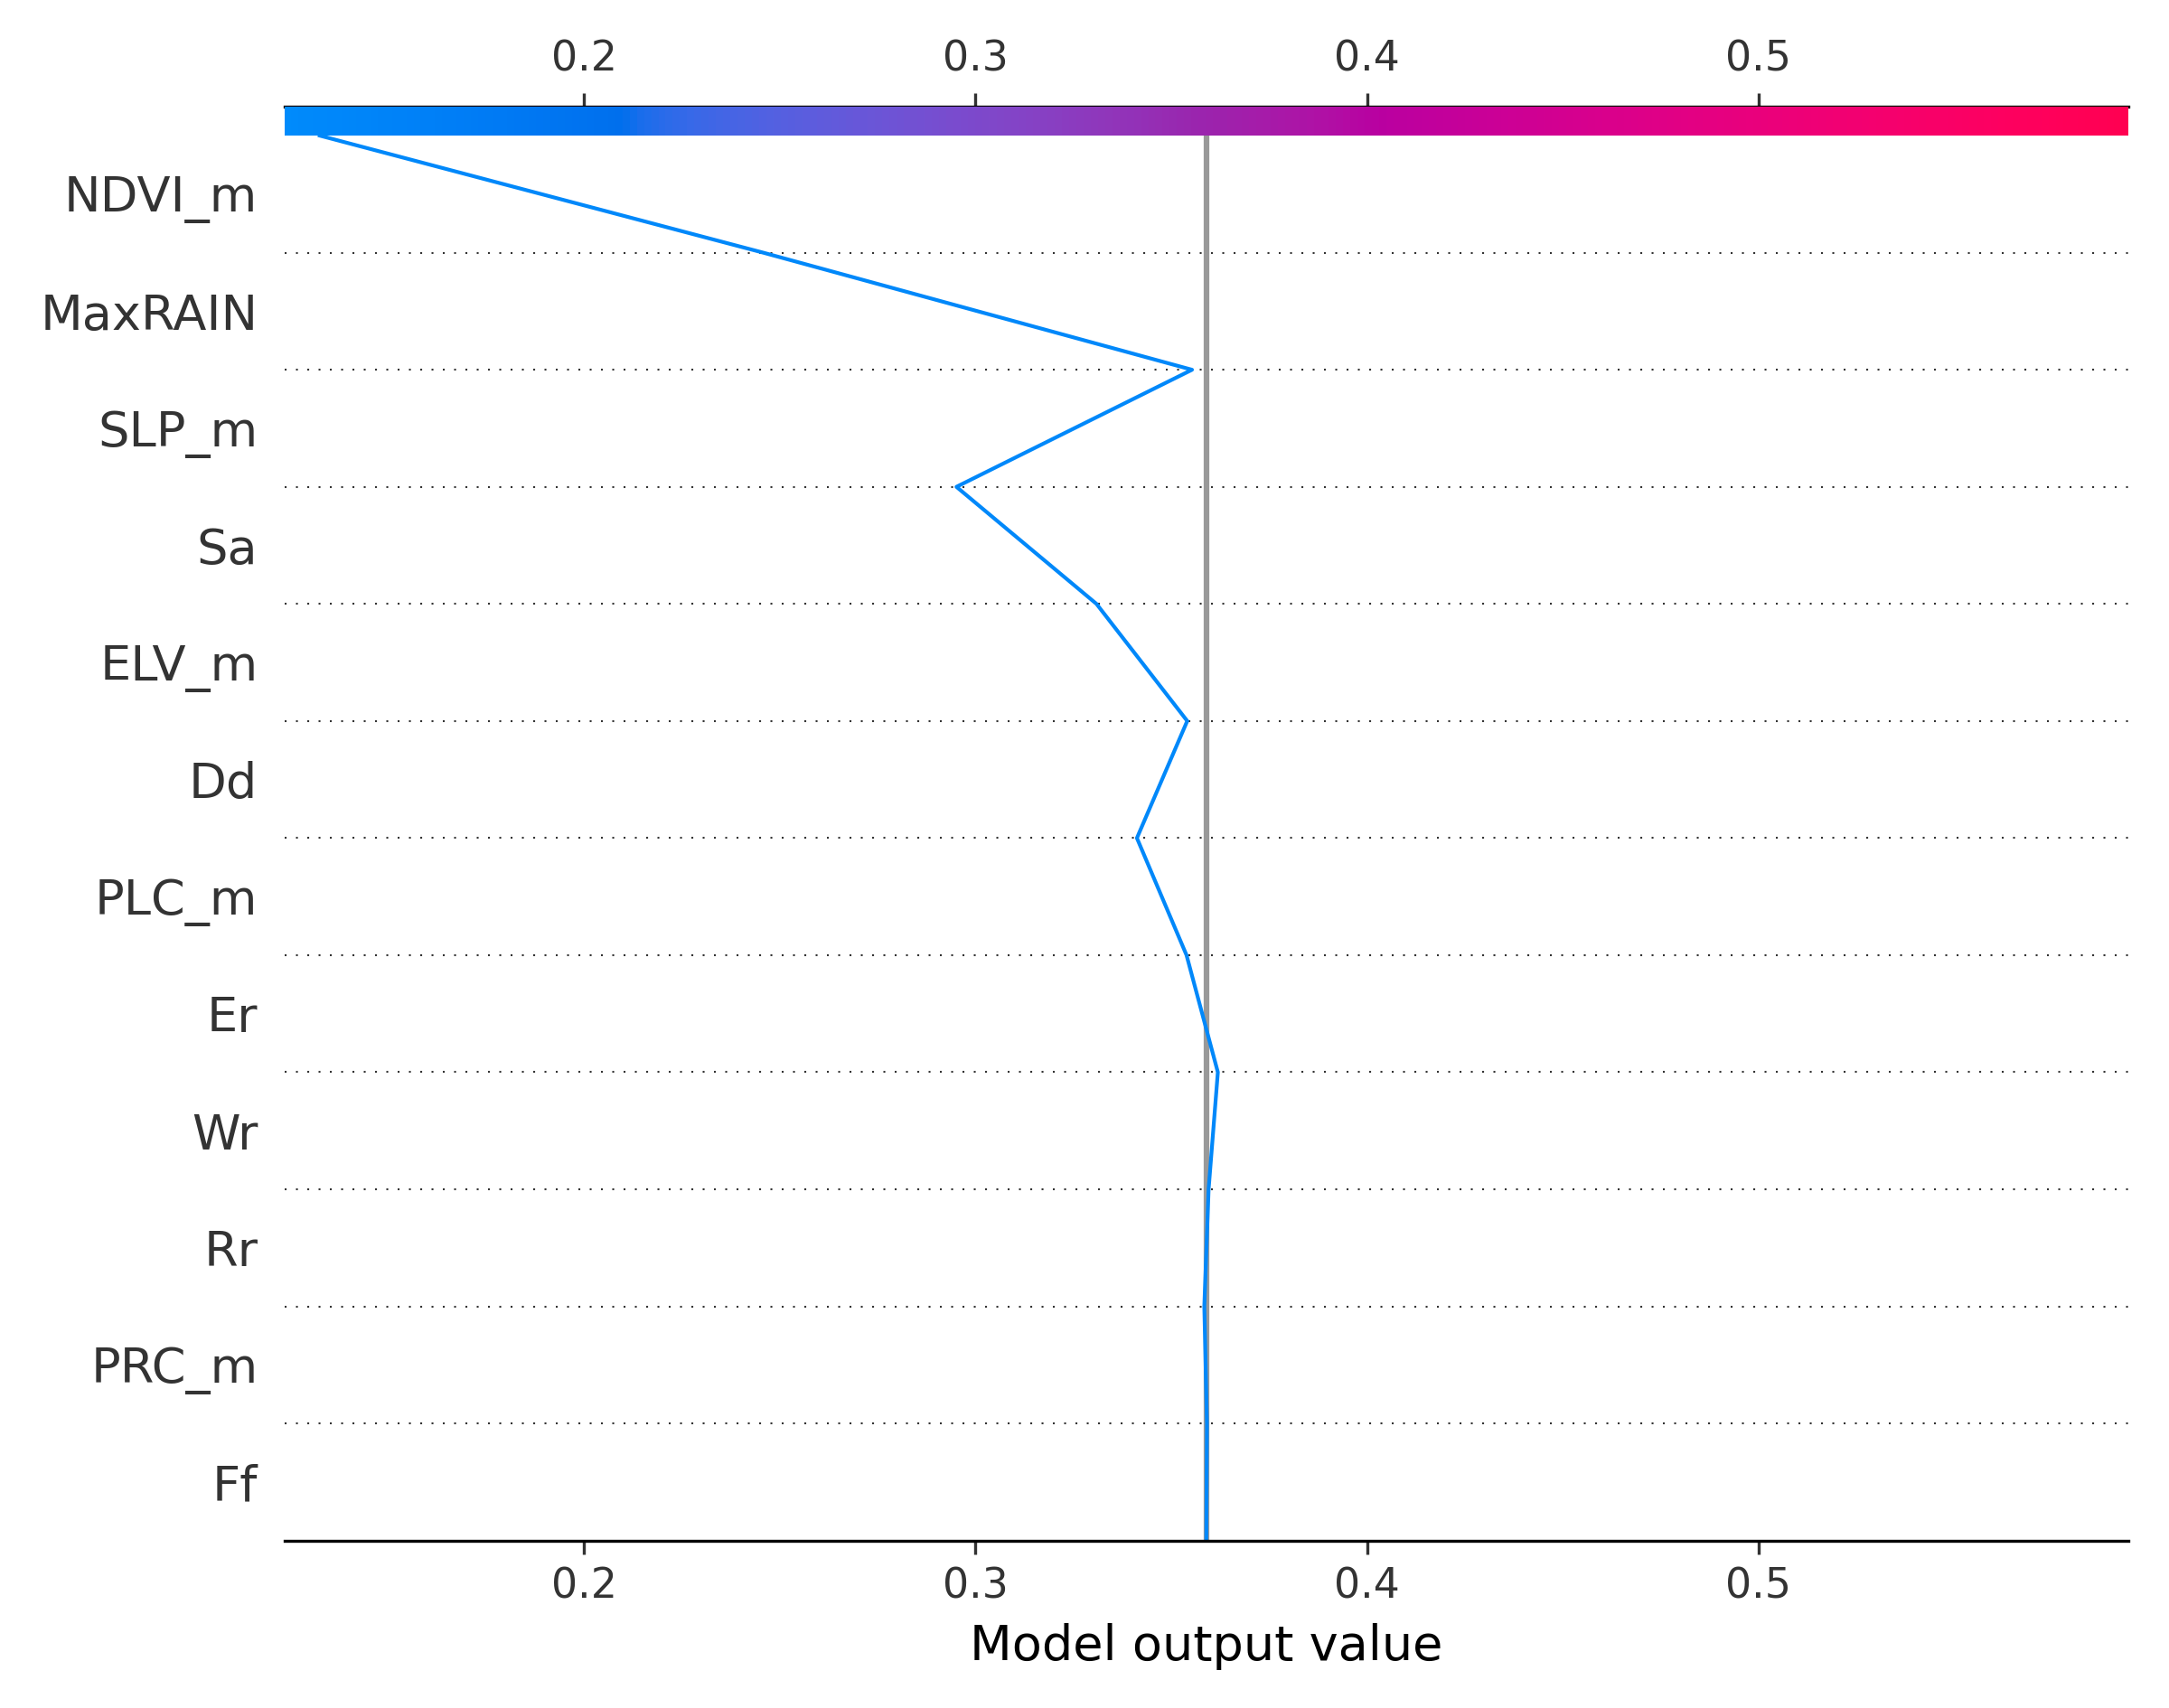 0.2 0.3 0.4 0.5
NDVI_m
MaxRAIN
SLP_m
Sa
ELV_m
Dd
PLC_m
Er
Wr
Rr
PRC_m
Ff
0.2 0.3 0.4 0.5
Model output value